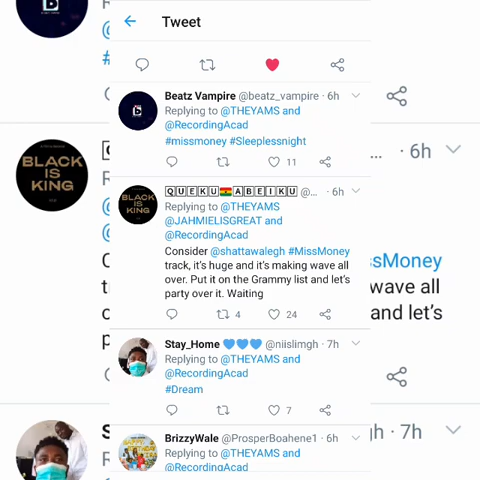 Tweet
Beatz Vampire @beatz_vampire · 6h
Replying to @THEYAMS and
@RecordingAcad
#missmoney #Sleeplessnight
11
BLACK
IS
KING
🅀🅄🄴🄺🅄🇬🇭🄰🄱🄴🄸🄺🅄 @... · 6h
Replying to @THEYAMS
@JAHMIELISGREAT and
@RecordingAcad
Consider @shattawalegh #MissMoney
track, it's huge and it's making wave all
over. Put it on the Grammy list and let's
party over it. Waiting
4 24
Stay_Home 💙💙💙 @niislimgh · 7h
Replying to @THEYAMS and
@RecordingAcad
#Dream
7
BrizzyWale @ProsperBoahene1 · 6h
Replying to @THEYAMS and
@RecordingAcad
BLACK
IS
KING
... · 6h
ssMoney
wave all
and let's
gh · 7h